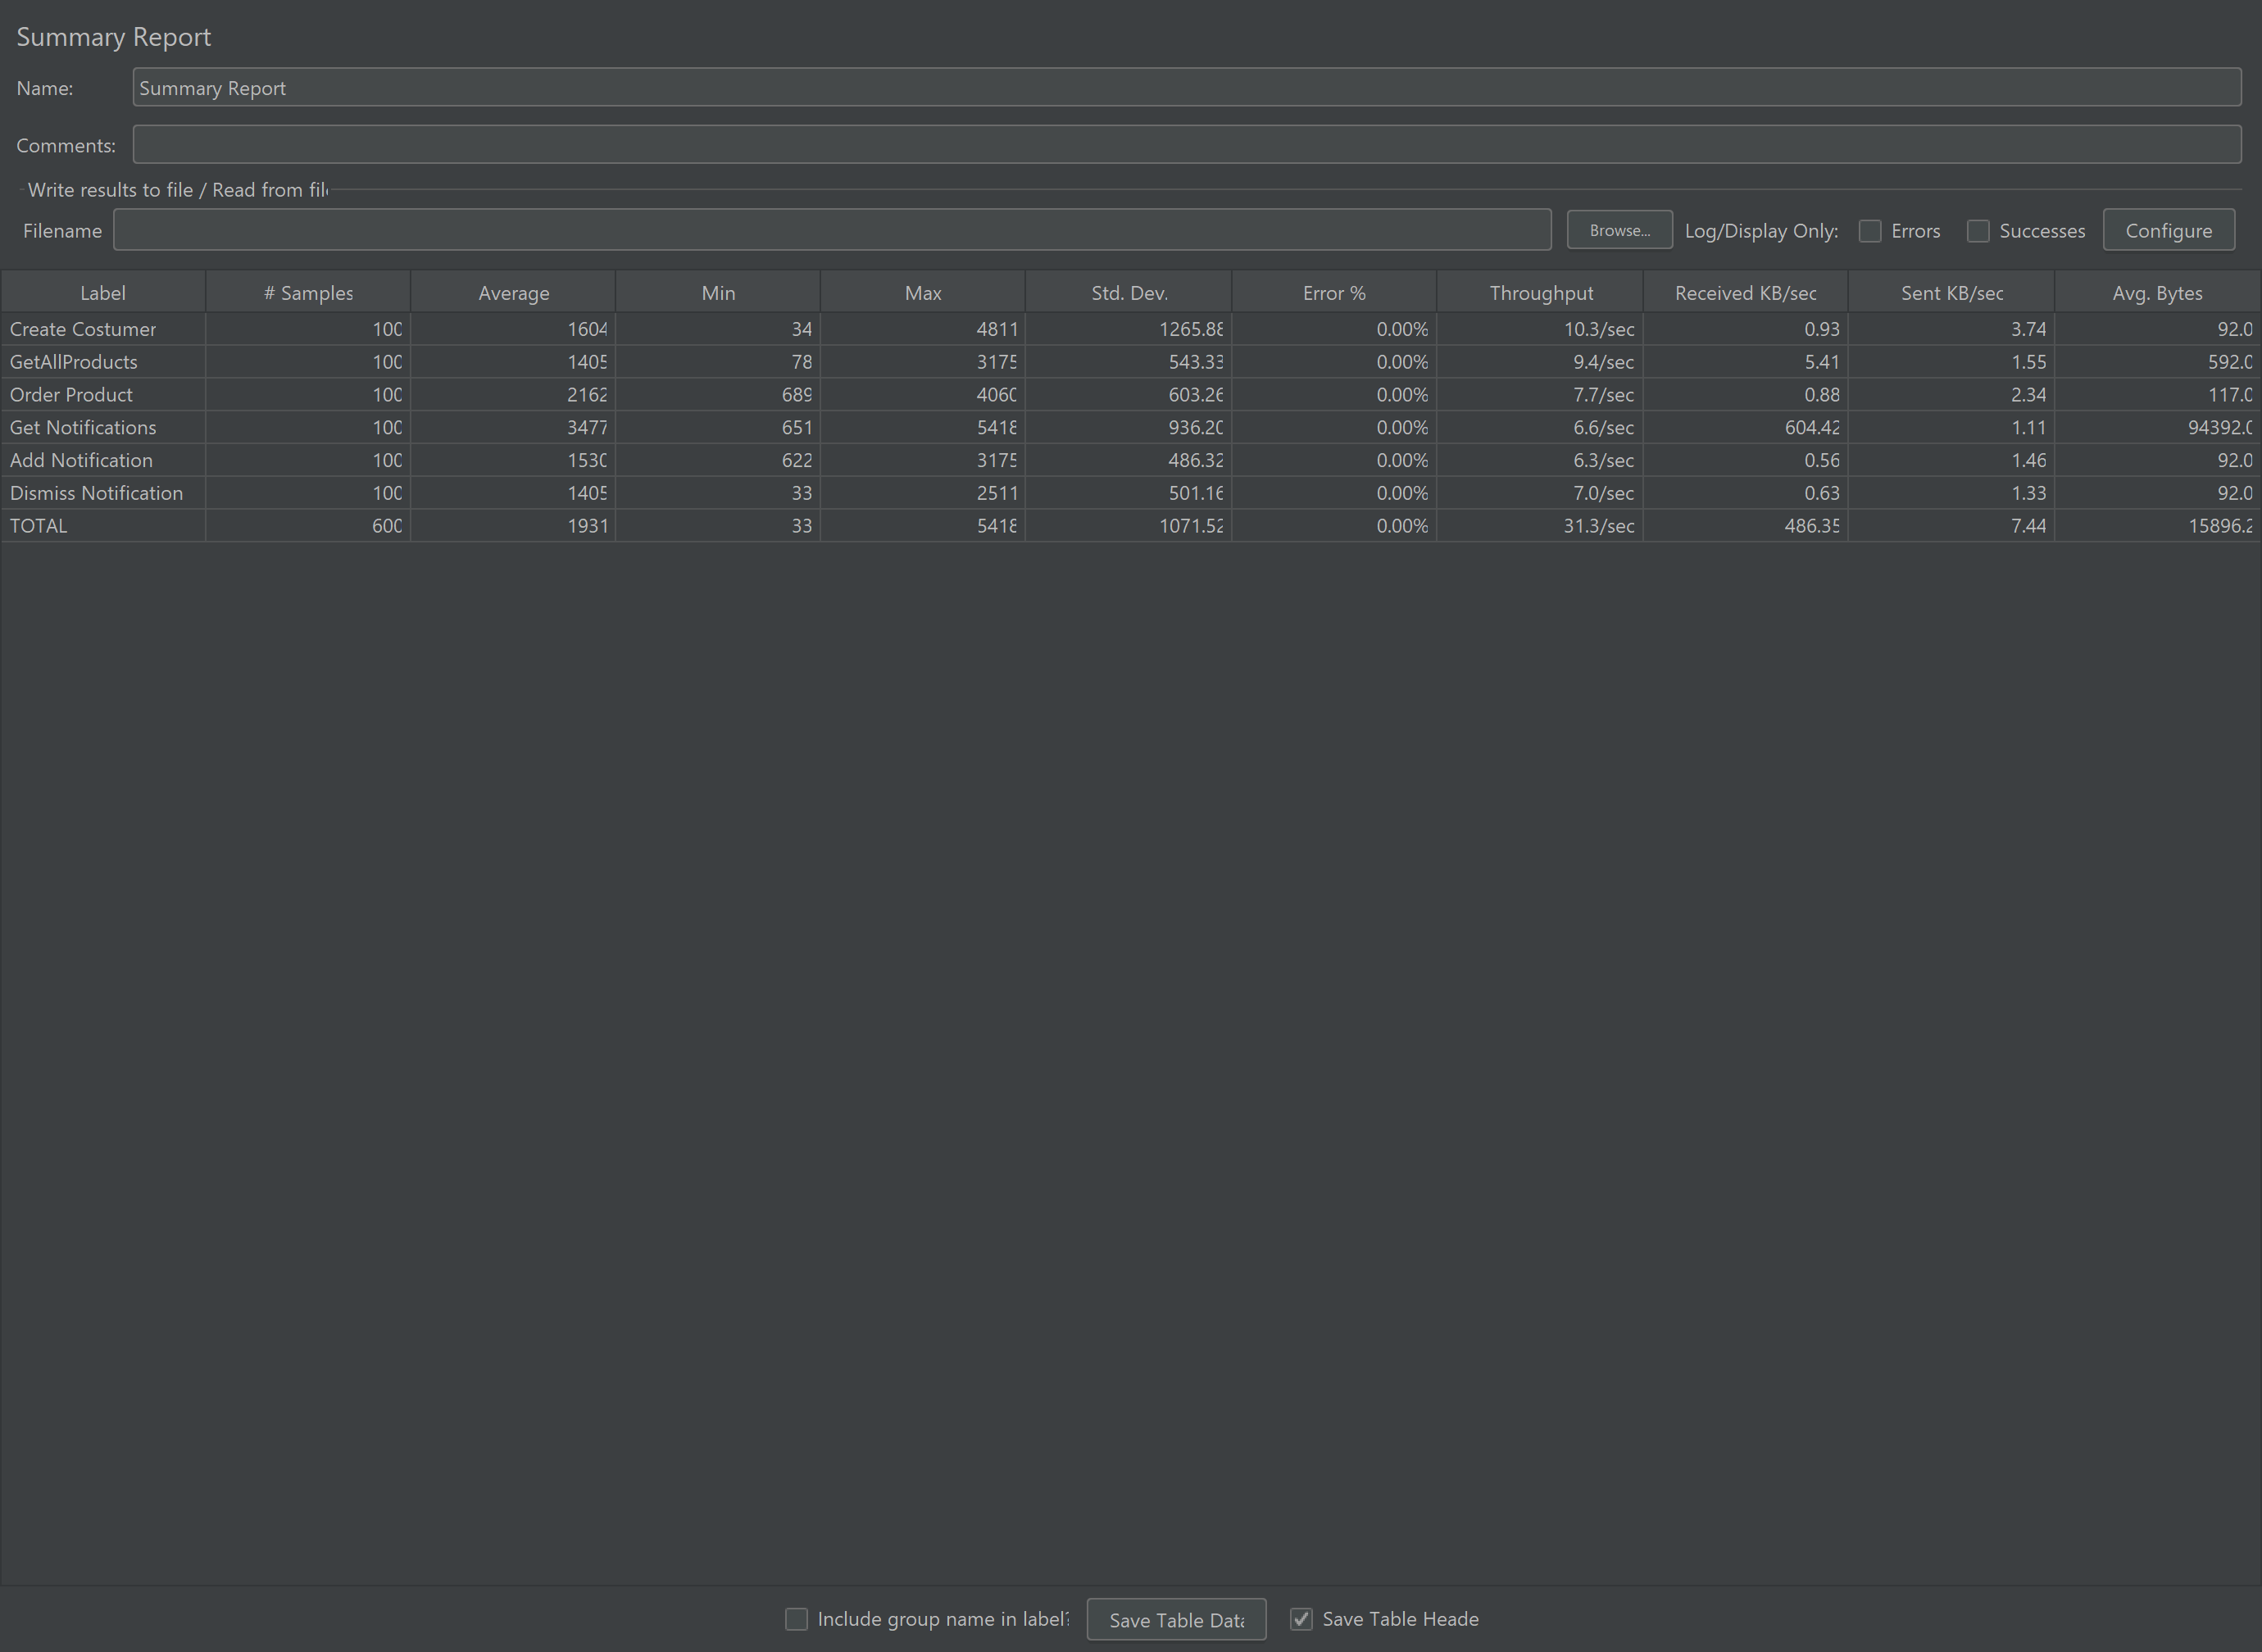 Summary Report
Name: Summary Report
Comments:
Write results to file / Read from file
Filename Browse... Log/Display Only: Errors Successes Configure
Label # Samples Average Min Max Std. Dev. Error % Throughput Received KB/sec Sent KB/sec Avg. Bytes
Create Costumer 100 1604 34 4811 1265.88 0.00% 10.3/sec 0.93 3.74 92.0
GetAllProducts 100 1405 78 3175 543.33 0.00% 9.4/sec 5.41 1.55 592.0
Order Product 100 2162 689 4060 603.26 0.00% 7.7/sec 0.88 2.34 117.0
Get Notifications 100 3477 651 5418 936.20 0.00% 6.6/sec 604.42 1.11 94392.0
Add Notification 100 1530 622 3175 486.32 0.00% 6.3/sec 0.56 1.46 92.0
Dismiss Notification 100 1405 33 2511 501.16 0.00% 7.0/sec 0.63 1.33 92.0
TOTAL 600 1931 33 5418 1071.52 0.00% 31.3/sec 486.35 7.44 15896.2
Include group name in label? Save Table Data Save Table Heade